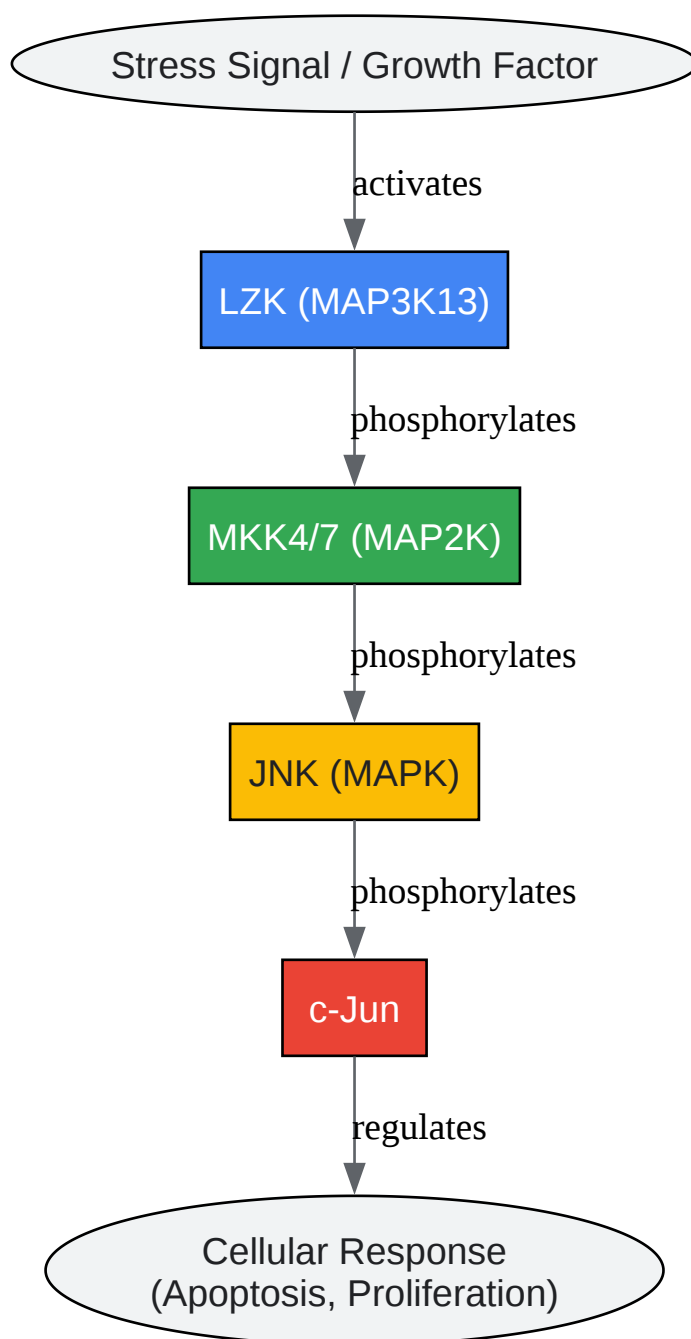 Stress Signal / Growth Factor
activates
LZK (MAP3K13)
phosphorylates
MKK4/7 (MAP2K)
phosphorylates
JNK (MAPK)
phosphorylates
c-Jun
regulates
Cellular Response
(Apoptosis, Proliferation)